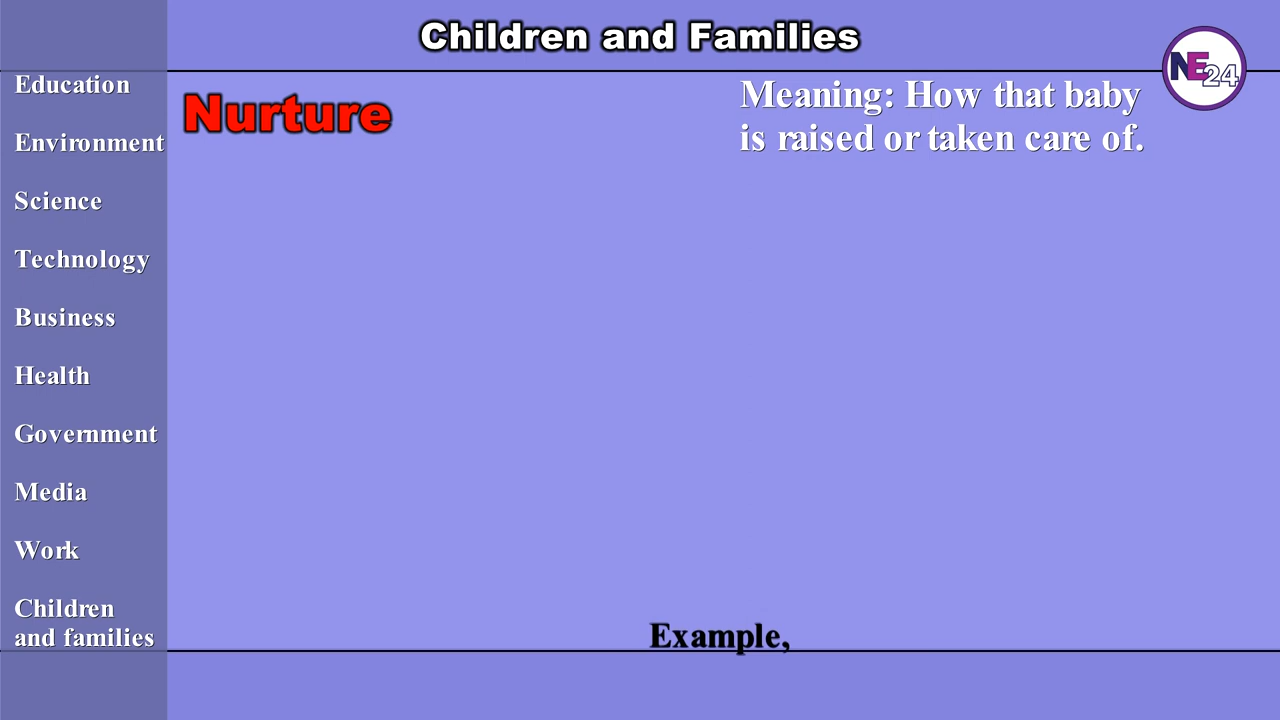 Children and Families
NE24
Education
Environment
Science
Technology
Business
Health
Government
Media
Work
Children
and families
Nurture
Meaning: How that baby
is raised or taken care of.
Example,